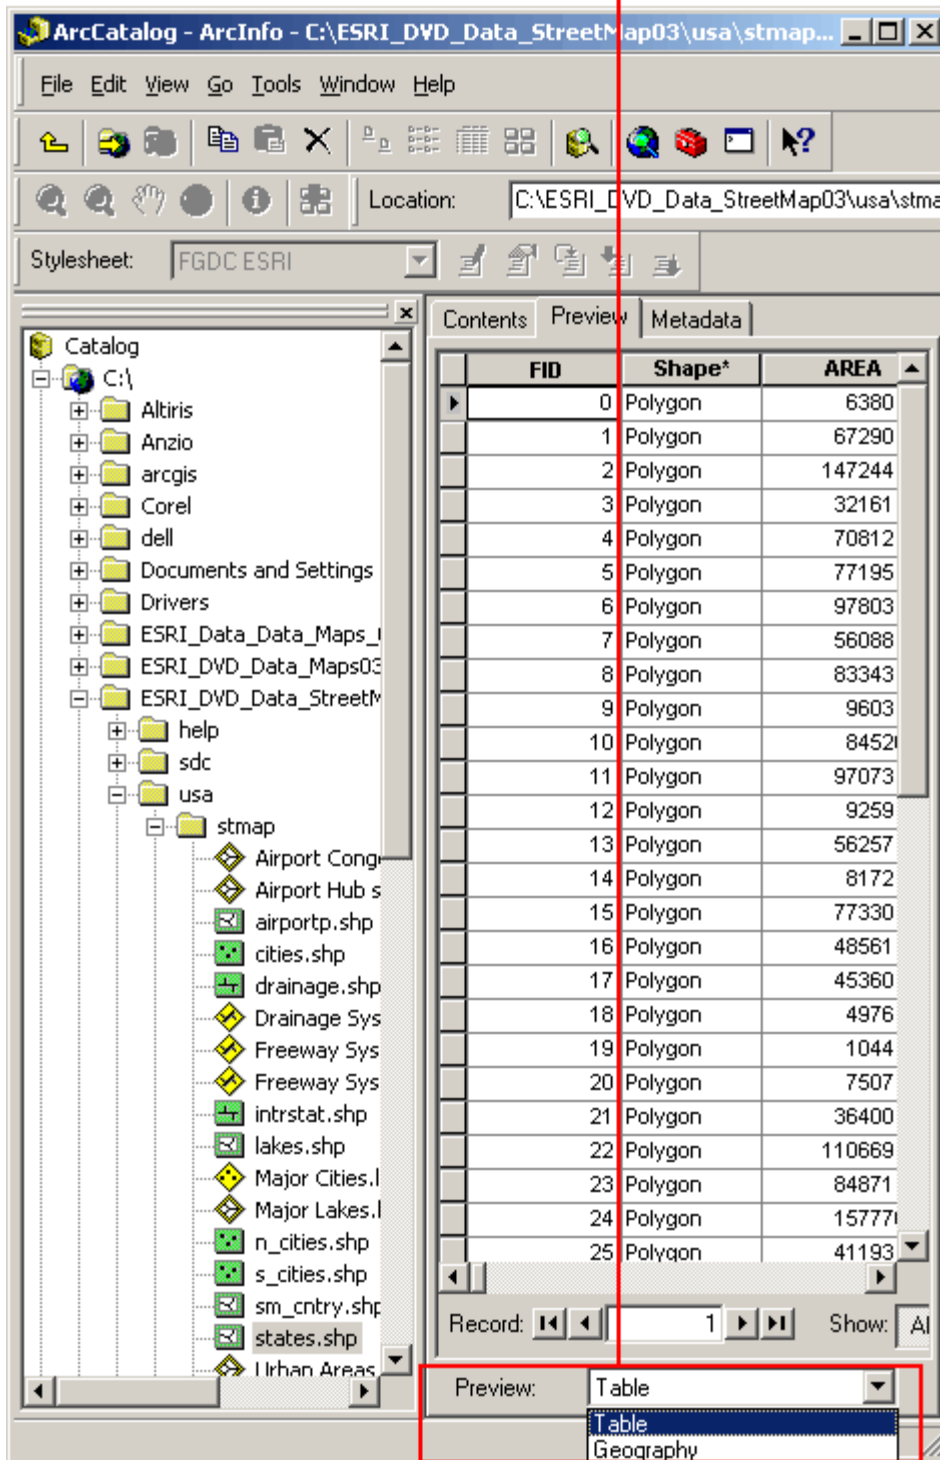 ArcCatalog - ArcInfo - C:\ESRI_DVD_Data_StreetMap03\usa\stmap...
File Edit View Go Tools Window Help
Location: C:\ESRI_DVD_Data_StreetMap03\usa\stma
Stylesheet: FGDC ESRI
Catalog
C:\
Altiris
Anzio
arcgis
Corel
dell
Documents and Settings
Drivers
ESRI_Data_Data_Maps_
ESRI_DVD_Data_Maps03
ESRI_DVD_Data_StreetM
help
sdc
usa
stmap
Airport Cong
Airport Hub s
airportp.shp
cities.shp
drainage.shp
Drainage Sys
Freeway Sys
Freeway Sys
intrstat.shp
lakes.shp
Major Cities.l
Major Lakes.l
n_cities.shp
s_cities.shp
sm_cntry.shp
states.shp
Urban Areas
Contents Preview Metadata
FID Shape* AREA
0 Polygon 6380
1 Polygon 67290
2 Polygon 147244
3 Polygon 32161
4 Polygon 70812
5 Polygon 77195
6 Polygon 97803
7 Polygon 56088
8 Polygon 83343
9 Polygon 9603
10 Polygon 8452
11 Polygon 97073
12 Polygon 9259
13 Polygon 56257
14 Polygon 8172
15 Polygon 77330
16 Polygon 48561
17 Polygon 45360
18 Polygon 4976
19 Polygon 1044
20 Polygon 7507
21 Polygon 36400
22 Polygon 110669
23 Polygon 84871
24 Polygon 15777
25 Polygon 41193
Record: 1 Show: Al
Preview: Table
Table
Geography